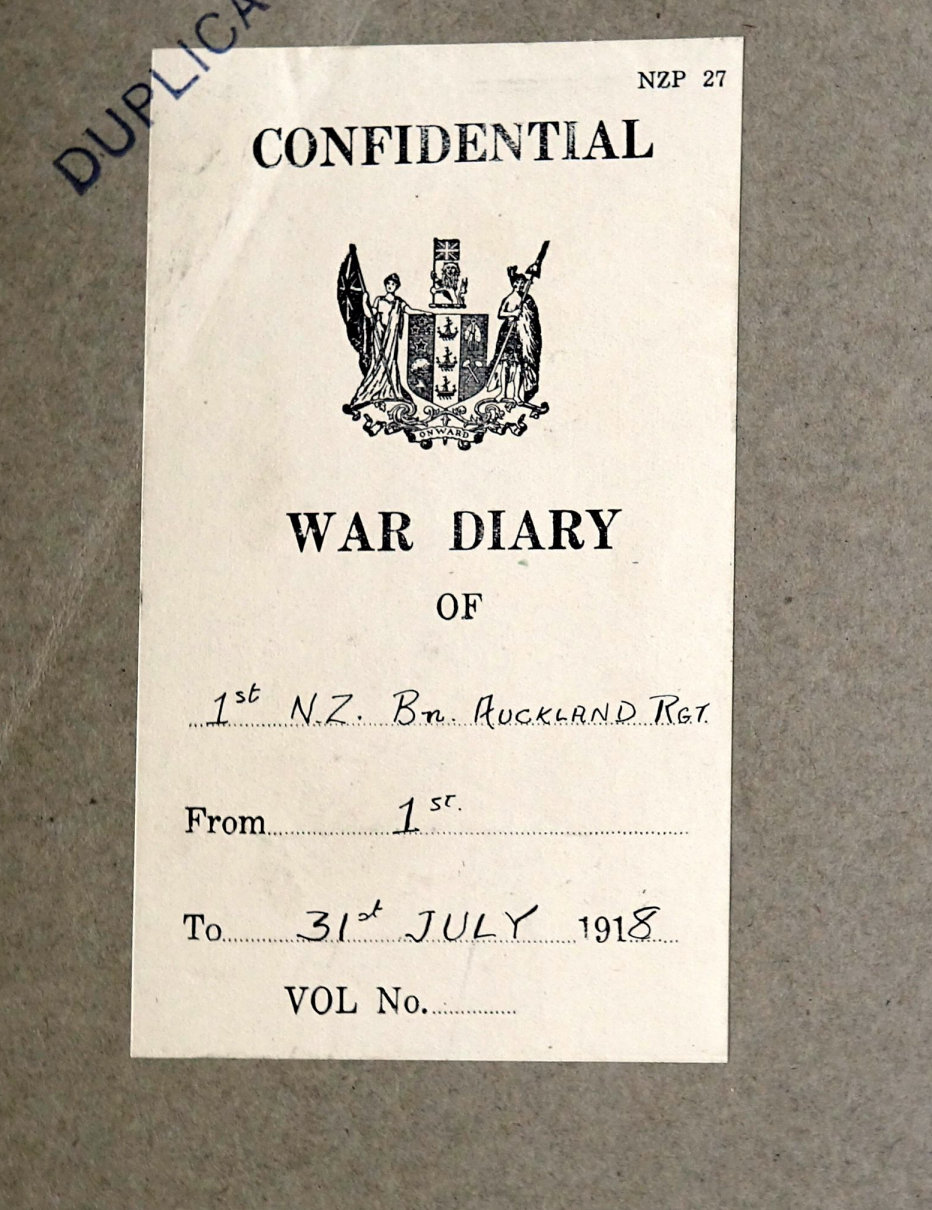 DUPLICA
NZP 27
CONFIDENTIAL
ONWARD
WAR DIARY
OF
1st N.Z. Bn. AUCKLAND RGT.
From 1st.
To 31st JULY 1918
VOL No.